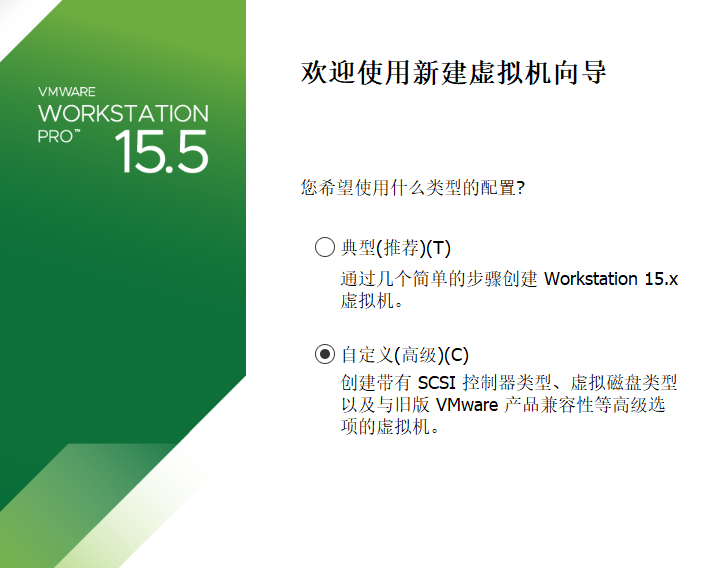 VMWARE
WORKSTATION
PRO™
15.5
欢迎使用新建虚拟机向导
您希望使用什么类型的配置?
典型(推荐)(T)
通过几个简单的步骤创建 Workstation 15.x
虚拟机。
自定义(高级)(C)
创建带有 SCSI 控制器类型、虚拟磁盘类型
以及与旧版 VMware 产品兼容性等高级选
项的虚拟机。